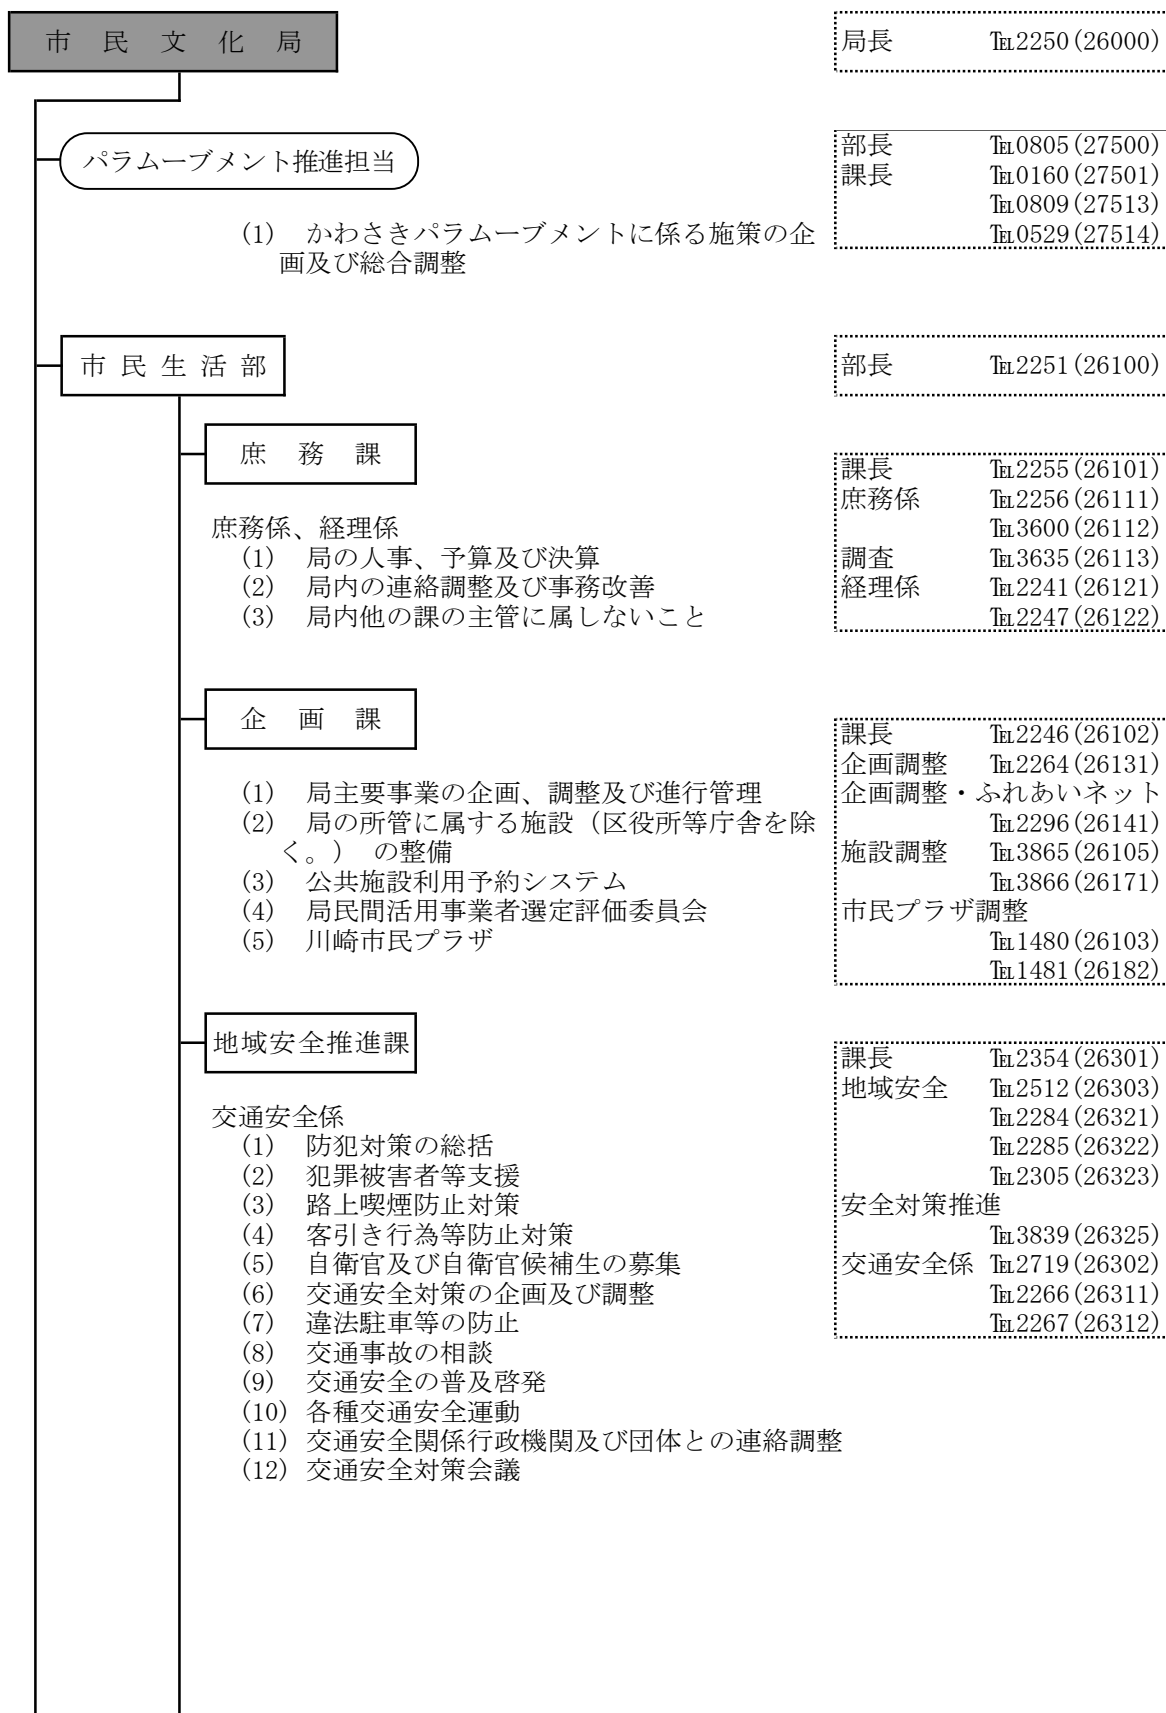 市民文化局
局長 ℡2250(26000)
パラムーブメント推進担当
(1) かわさきパラムーブメントに係る施策の企
画及び総合調整
部長 ℡0805(27500)
課長 ℡0160(27501)
℡0809(27513)
℡0529(27514)
市民生活部
部長 ℡2251(26100)
庶務課
庶務係、経理係
(1) 局の人事、予算及び決算
(2) 局内の連絡調整及び事務改善
(3) 局内他の課の主管に属しないこと
課長 ℡2255(26101)
庶務係 ℡2256(26111)
℡3600(26112)
調査 ℡3635(26113)
経理係 ℡2241(26121)
℡2247(26122)
企画課
(1) 局主要事業の企画、調整及び進行管理
(2) 局の所管に属する施設(区役所等庁舎を除
く。) の整備
(3) 公共施設利用予約システム
(4) 局民間活用事業者選定評価委員会
(5) 川崎市民プラザ
課長 ℡2246(26102)
企画調整 ℡2264(26131)
企画調整・ふれあいネット
℡2296(26141)
施設調整 ℡3865(26105)
℡3866(26171)
市民プラザ調整
℡1480(26103)
℡1481(26182)
地域安全推進課
交通安全係
(1) 防犯対策の総括
(2) 犯罪被害者等支援
(3) 路上喫煙防止対策
(4) 客引き行為等防止対策
(5) 自衛官及び自衛官候補生の募集
(6) 交通安全対策の企画及び調整
(7) 違法駐車等の防止
(8) 交通事故の相談
(9) 交通安全の普及啓発
(10) 各種交通安全運動
(11) 交通安全関係行政機関及び団体との連絡調整
(12) 交通安全対策会議
課長 ℡2354(26301)
地域安全 ℡2512(26303)
℡2284(26321)
℡2285(26322)
℡2305(26323)
安全対策推進
℡3839(26325)
交通安全係 ℡2719(26302)
℡2266(26311)
℡2267(26312)